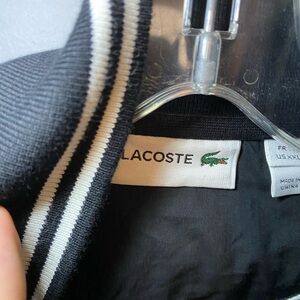 LACOSTE
FR
US XXL
MADE IN
CHINA